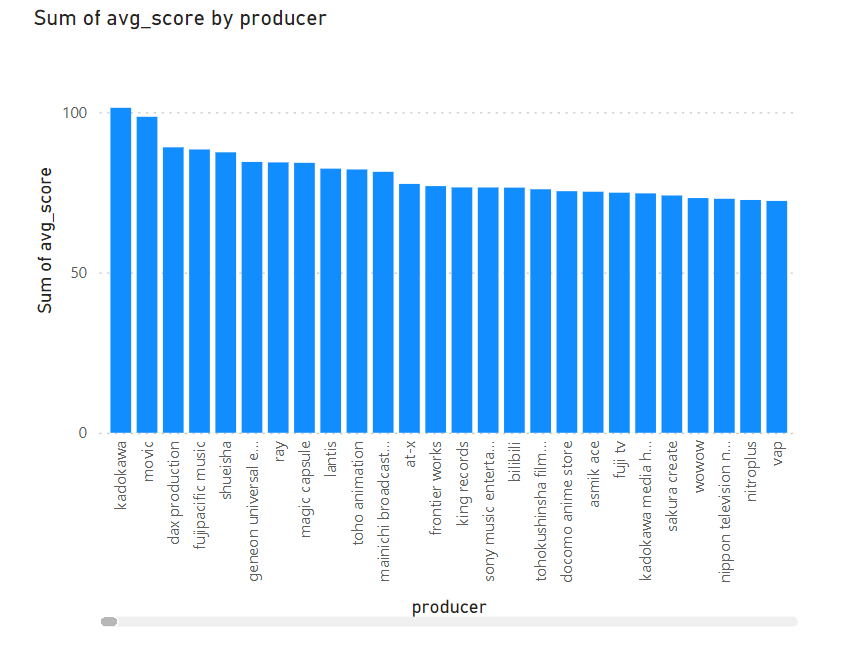 Sum of avg_score by producer
Sum of avg_score
100
50
0
kadokawa
movic
dax production
fujipacific music
shueisha
geneon universal e...
ray
magic capsule
lantis
toho animation
mainichi broadcast...
at-x
frontier works
king records
sony music enterta...
bilibili
tohokushinsha film...
docomo anime store
asmik ace
fuji tv
kadokawa media h...
sakura create
wowow
nippon television n...
nitroplus
vap
producer